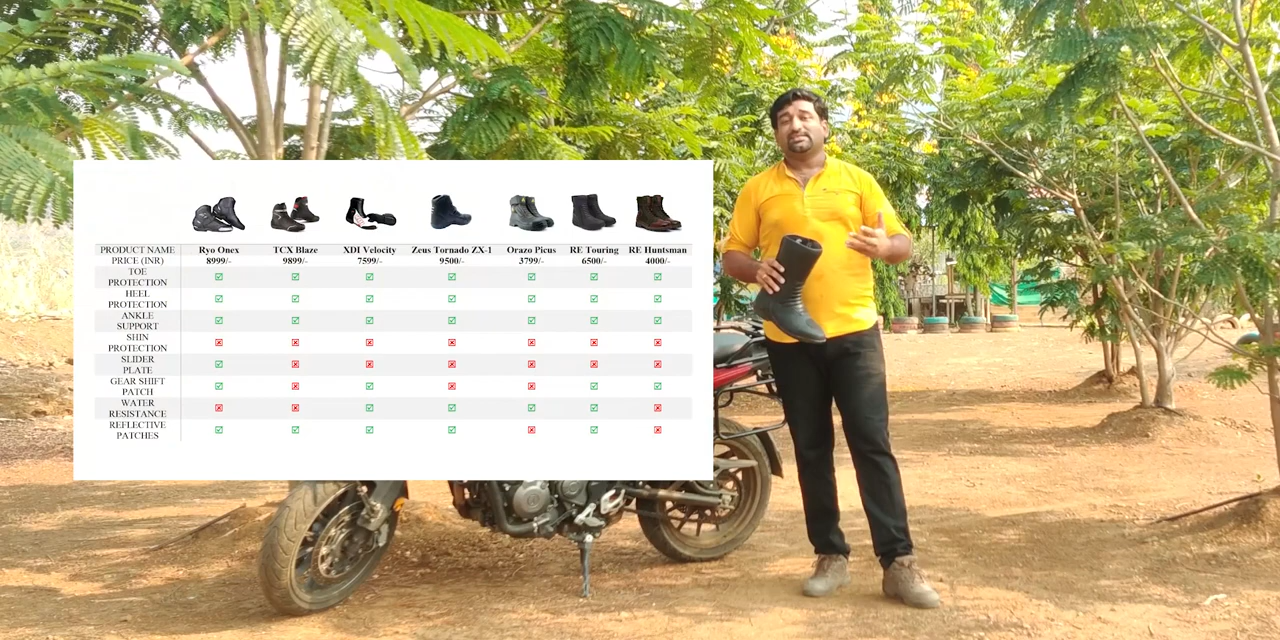 PRODUCT NAME Ryo Onex TCX Blaze XDI Velocity Zeus Tornado ZX-1 Orazo Picus RE Touring RE Huntsman
PRICE (INR) 8999/- 9899/- 7599/- 9500/- 3799/- 6500/- 4000/-
TOE
PROTECTION
HEEL
PROTECTION
ANKLE
SUPPORT
SHIN
PROTECTION
SLIDER
PLATE
GEAR SHIFT
PATCH
WATER
RESISTANCE
REFLECTIVE
PATCHES